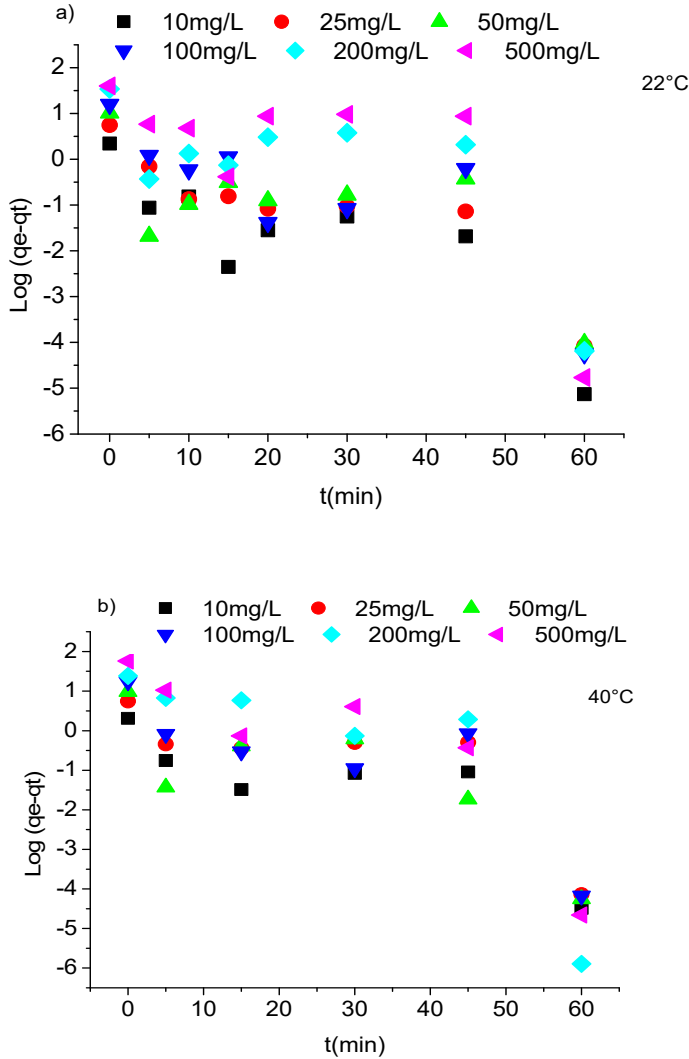 a)
10mg/L 25mg/L 50mg/L
100mg/L 200mg/L 500mg/L
22°C
2
1
0
-1
-2
-3
-4
-5
-6
Log (qe-qt)
0 10 20 30 40 50 60
t(min)
b)
10mg/L 25mg/L 50mg/L
100mg/L 200mg/L 500mg/L
40°C
2
1
0
-1
-2
-3
-4
-5
-6
Log (qe-qt)
0 10 20 30 40 50 60
t(min)